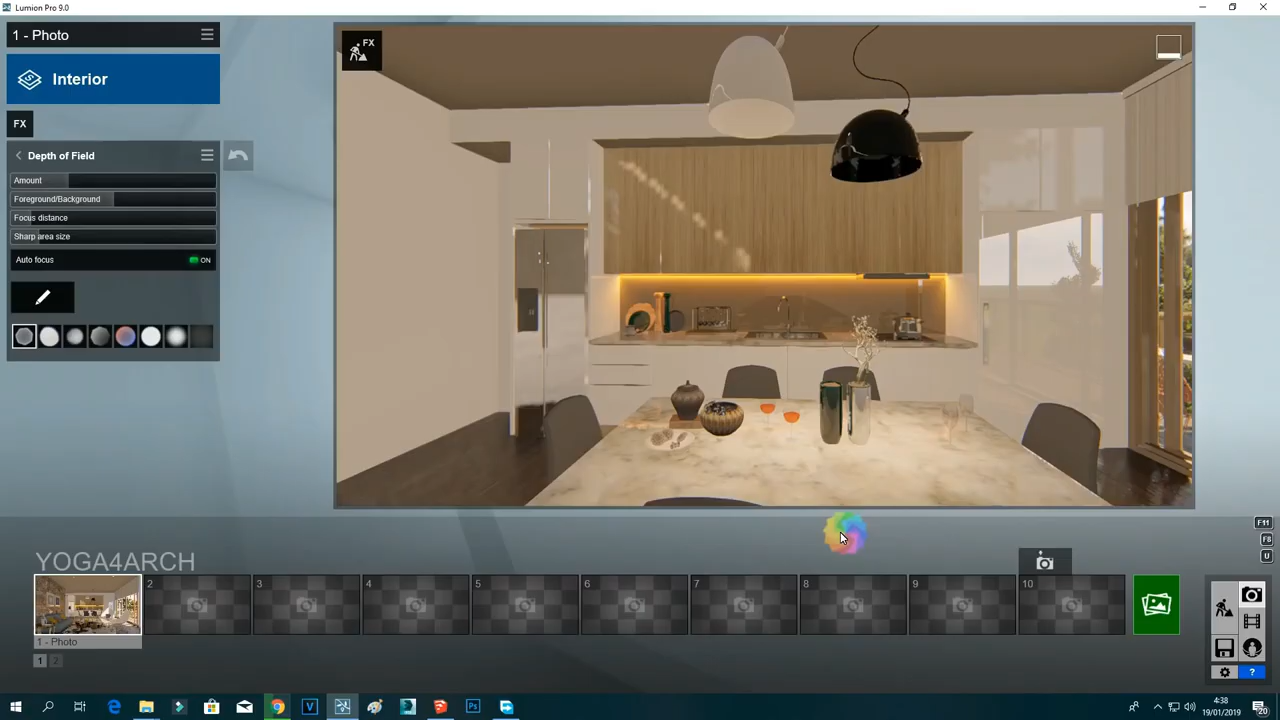 Lumion Pro 9.0
1 - Photo
Interior
FX
FX
Depth of Field
Amount
Foreground/Background
Focus distance
Sharp area size
Auto focus
ON
F11
F8
U
YOGA4ARCH
2
3
4
5
6
7
8
9
10
1 - Photo
1
2
?
V
Ps
4:38
19/01/2019
20